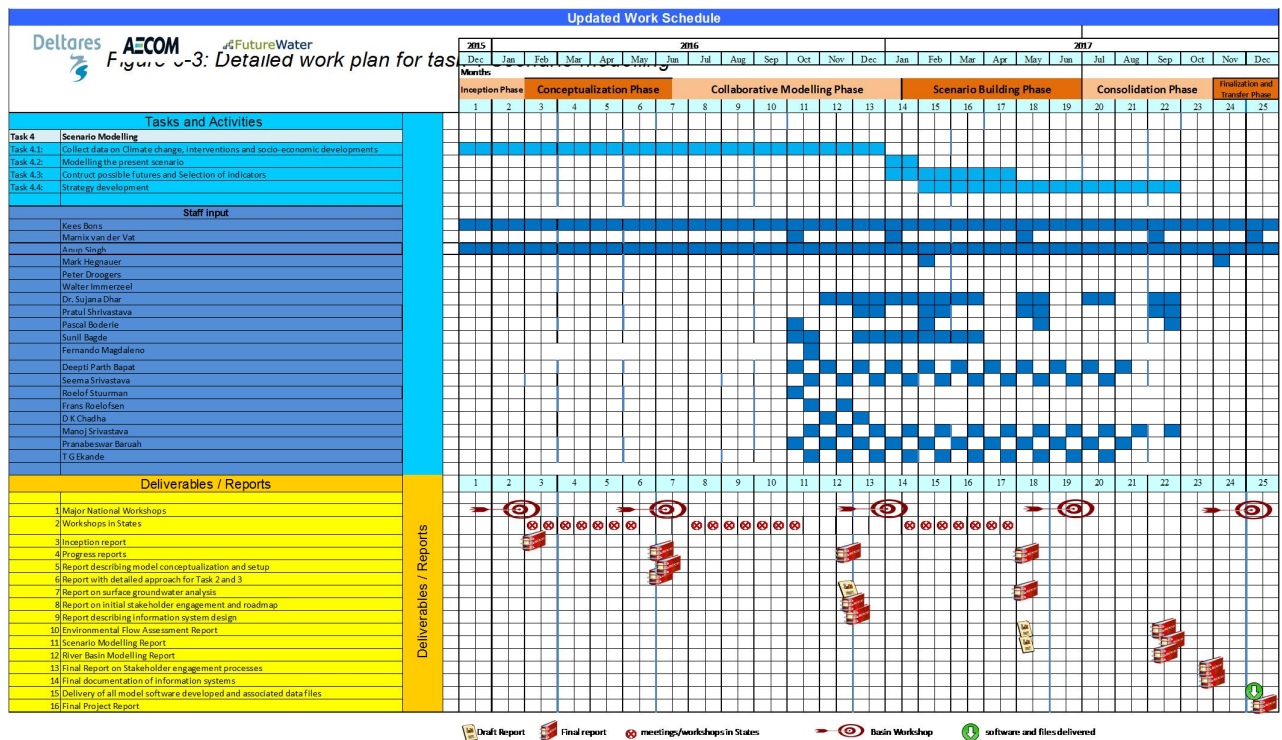 Updated Work Schedule
Deltares AECOM FutureWater
Detailed work plan for
2015 2016 2017
Dec Jan Feb Mar Apr May Jun Jul Aug Sep Oct Nov Dec Jan Feb Mar Apr May Jun Jul Aug Sep Oct Nov Dec
Months
Inception Phase Conceptualization Phase Collaborative Modelling Phase Scenario Building Phase Consolidation Phase Finalization and Transfer Phase
1 2 3 4 5 6 7 8 9 10 11 12 13 14 15 16 17 18 19 20 21 22 23 24 25
Tasks and Activities
Task 4 Scenario Modelling
Task 4.1: Collect data on Climate change, interventions and socio-economic developments
Task 4.2: Modelling the present scenario
Task 4.3: Contruct possible futures and Selection of indicators
Task 4.4: Strategy development
Staff input
Kees Bons
Marnix van der Vat
Anup Singh
Mark Hegnauer
Peter Droogers
Walter Immerzeel
Dr. Sujana Dhar
Pratul Shrivastava
Pascal Boderie
Sunil Bagde
Fernando Magdaleno
Deepti Parth Bapat
Seema Srivastava
Roelof Stuurman
Frans Roelofsen
D K Chadha
Manoj Srivastava
Pranabeswar Baruah
T G Ekande
Deliverables / Reports
1 2 3 4 5 6 7 8 9 10 11 12 13 14 15 16 17 18 19 20 21 22 23 24 25
1 Major National Workshops
2 Workshops in States
3 Inception report
4 Progress reports
5 Report describing model conceptualization and setup
6 Report with detailed approach for Task 2 and 3
7 Report on surface groundwater analysis
8 Report on initial stakeholder engagement and roadmap
9 Report describing information system design
10 Environmental Flow Assessment Report
11 Scenario Modelling Report
12 River Basin Modelling Report
13 Final Report on Stakeholder engagement processes
14 Final documentation of information systems
15 Delivery of all model software developed and associated data files
16 Final Project Report
Deliverables / Reports
Draft Report Final report meetings/workshops in States Basin Workshop software and files delivered